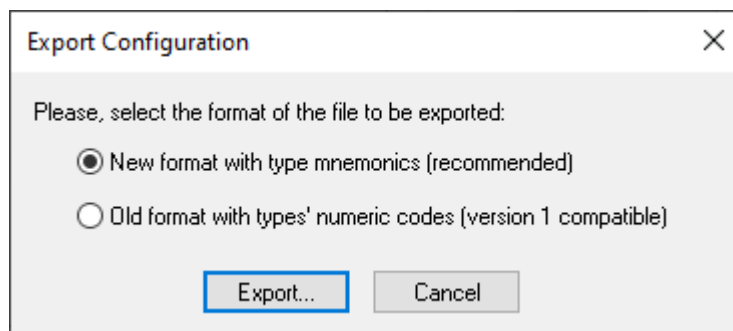 Export Configuration
Please, select the format of the file to be exported:
New format with type mnemonics (recommended)
Old format with types' numeric codes (version 1 compatible)
Export... Cancel